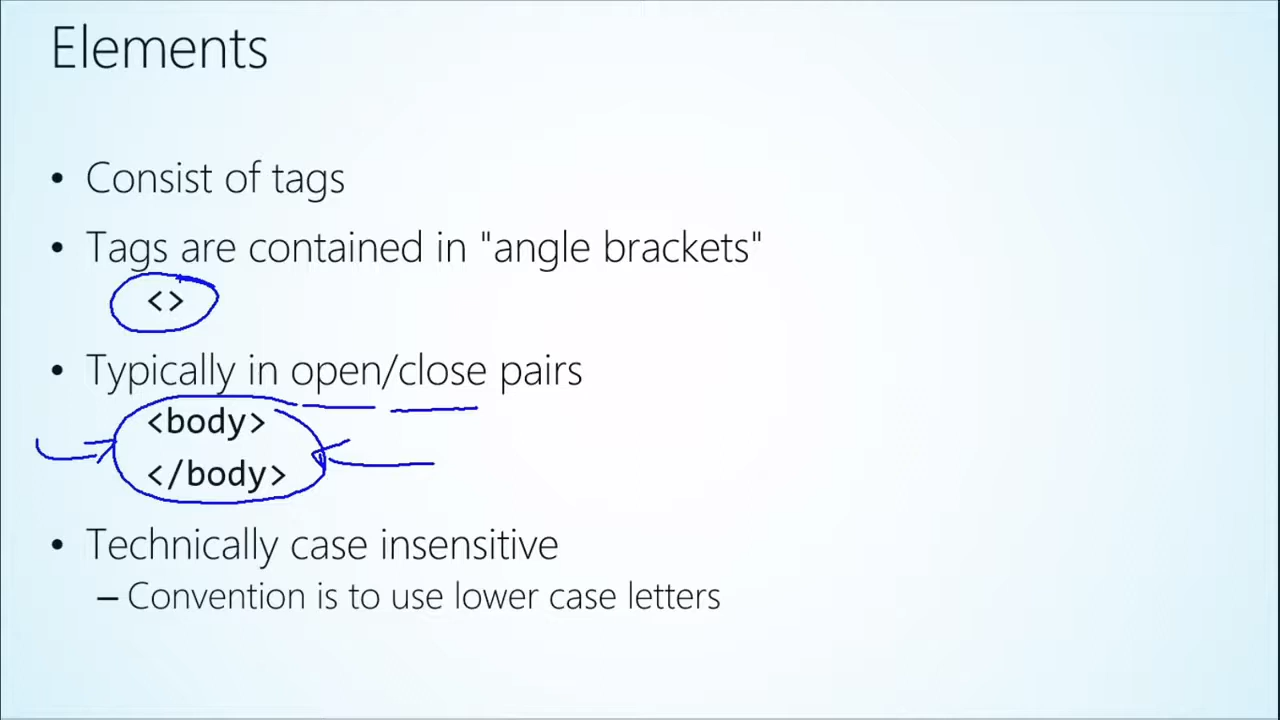 Elements
• Consist of tags
• Tags are contained in "angle brackets"
<>
• Typically in open/close pairs
<body>
</body>
• Technically case insensitive
– Convention is to use lower case letters